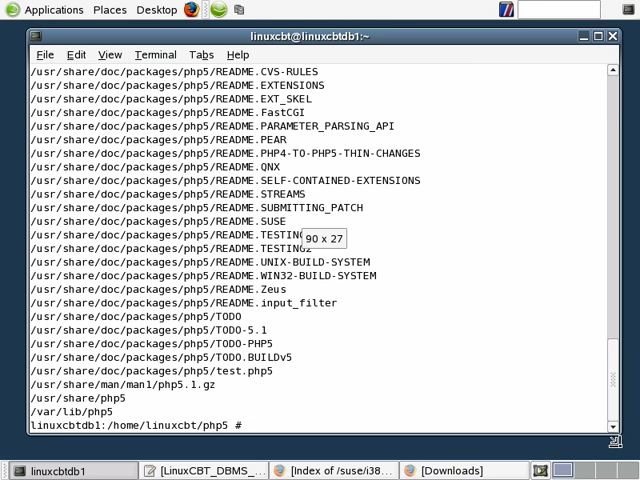 Applications Places Desktop
linuxcbt@linuxcbtdb1:~
File Edit View Terminal Tabs Help
/usr/share/doc/packages/php5/README.CVS-RULES
/usr/share/doc/packages/php5/README.EXTENSIONS
/usr/share/doc/packages/php5/README.EXT_SKEL
/usr/share/doc/packages/php5/README.FastCGI
/usr/share/doc/packages/php5/README.PARAMETER_PARSING_API
/usr/share/doc/packages/php5/README.PEAR
/usr/share/doc/packages/php5/README.PHP4-TO-PHP5-THIN-CHANGES
/usr/share/doc/packages/php5/README.QNX
/usr/share/doc/packages/php5/README.SELF-CONTAINED-EXTENSIONS
/usr/share/doc/packages/php5/README.STREAMS
/usr/share/doc/packages/php5/README.SUBMITTING_PATCH
/usr/share/doc/packages/php5/README.SUSE
/usr/share/doc/packages/php5/README.TESTING
90 x 27
/usr/share/doc/packages/php5/README.TESTING2
/usr/share/doc/packages/php5/README.UNIX-BUILD-SYSTEM
/usr/share/doc/packages/php5/README.WIN32-BUILD-SYSTEM
/usr/share/doc/packages/php5/README.Zeus
/usr/share/doc/packages/php5/README.input_filter
/usr/share/doc/packages/php5/TODO
/usr/share/doc/packages/php5/TODO-5.1
/usr/share/doc/packages/php5/TODO-PHP5
/usr/share/doc/packages/php5/TODO.BUILDv5
/usr/share/doc/packages/php5/test.php5
/usr/share/man/man1/php5.1.gz
/usr/share/php5
/var/lib/php5
linuxcbtdb1:/home/linuxcbt/php5 #
linuxcbtdb1 [LinuxCBT_DBMS_... [Index of /suse/i38... [Downloads]